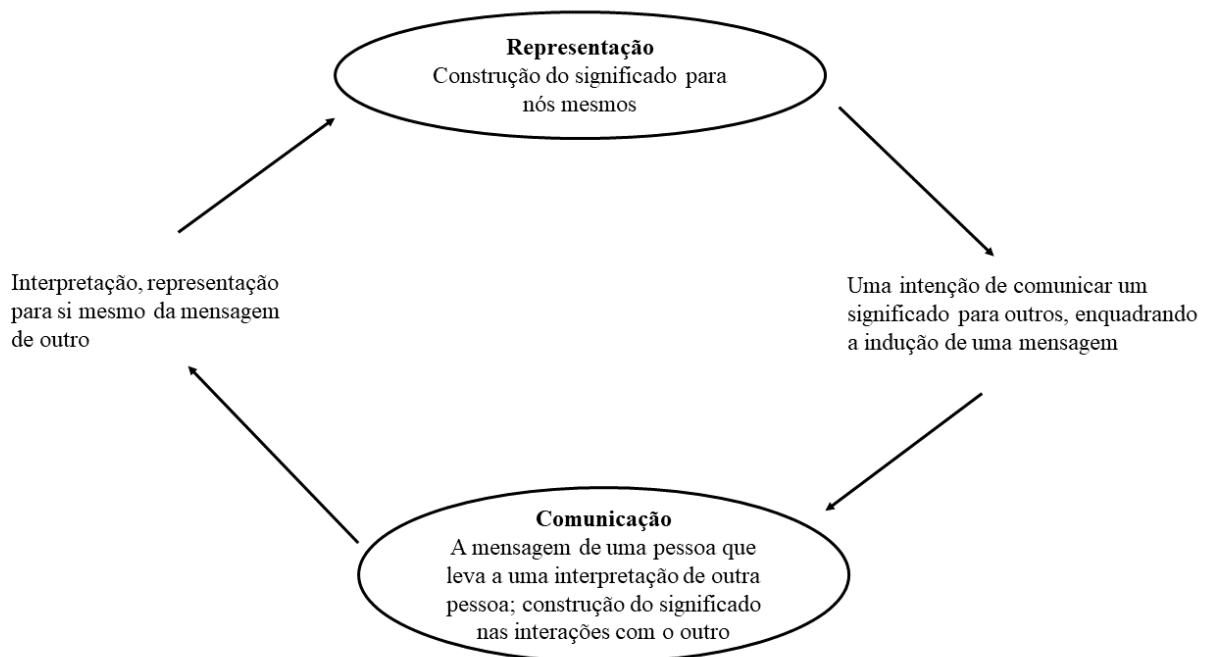 Representação
Construção do significado para
nós mesmos
Interpretação, representação
para si mesmo da mensagem
de outro
Uma intenção de comunicar um
significado para outros, enquadrando
a indução de uma mensagem
Comunicação
A mensagem de uma pessoa que
leva a uma interpretação de outra
pessoa; construção do significado
nas interações com o outro